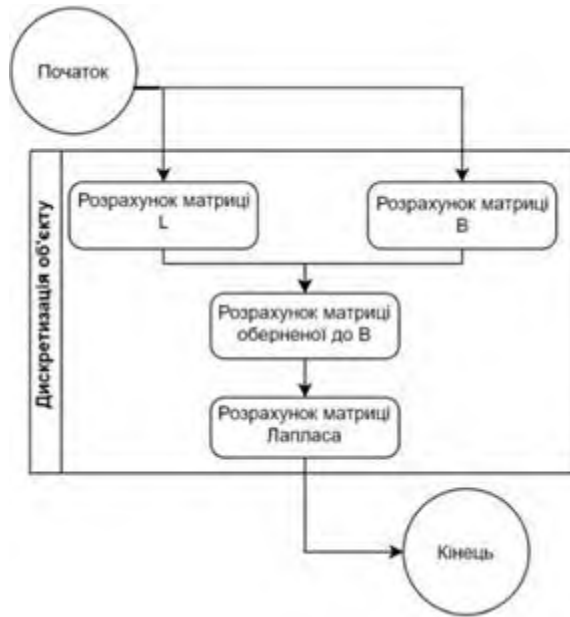 Початок
Дискретизація об'єкту
Розрахунок матриці
L
Розрахунок матриці
В
Розрахунок матриці
оберненої до В
Розрахунок матриці
Лапласа
Кінець